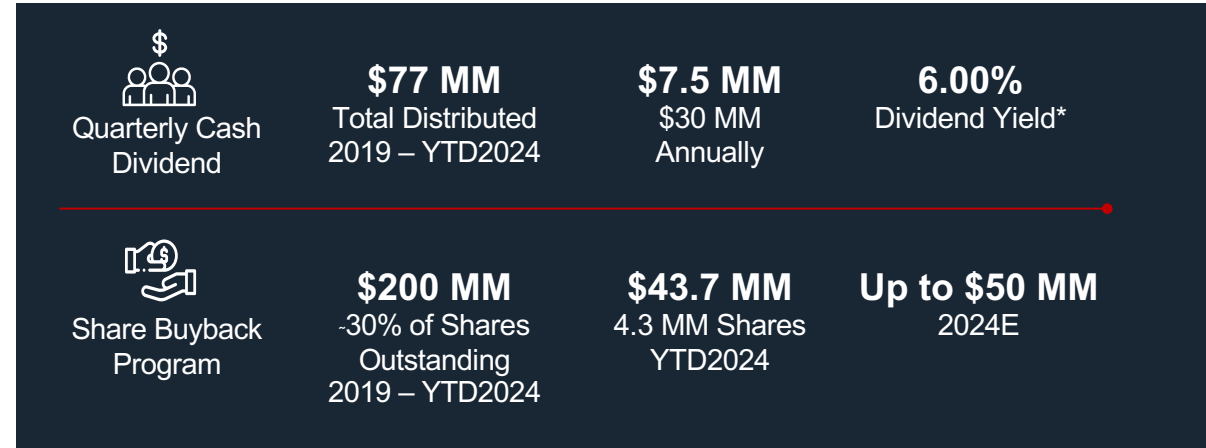 $
Quarterly Cash
Dividend
$77 MM
Total Distributed
2019 – YTD2024
$7.5 MM
$30 MM
Annually
6.00%
Dividend Yield*
$
Share Buyback
Program
$200 MM
~30% of Shares
Outstanding
2019 – YTD2024
$43.7 MM
4.3 MM Shares
YTD2024
Up to $50 MM
2024E